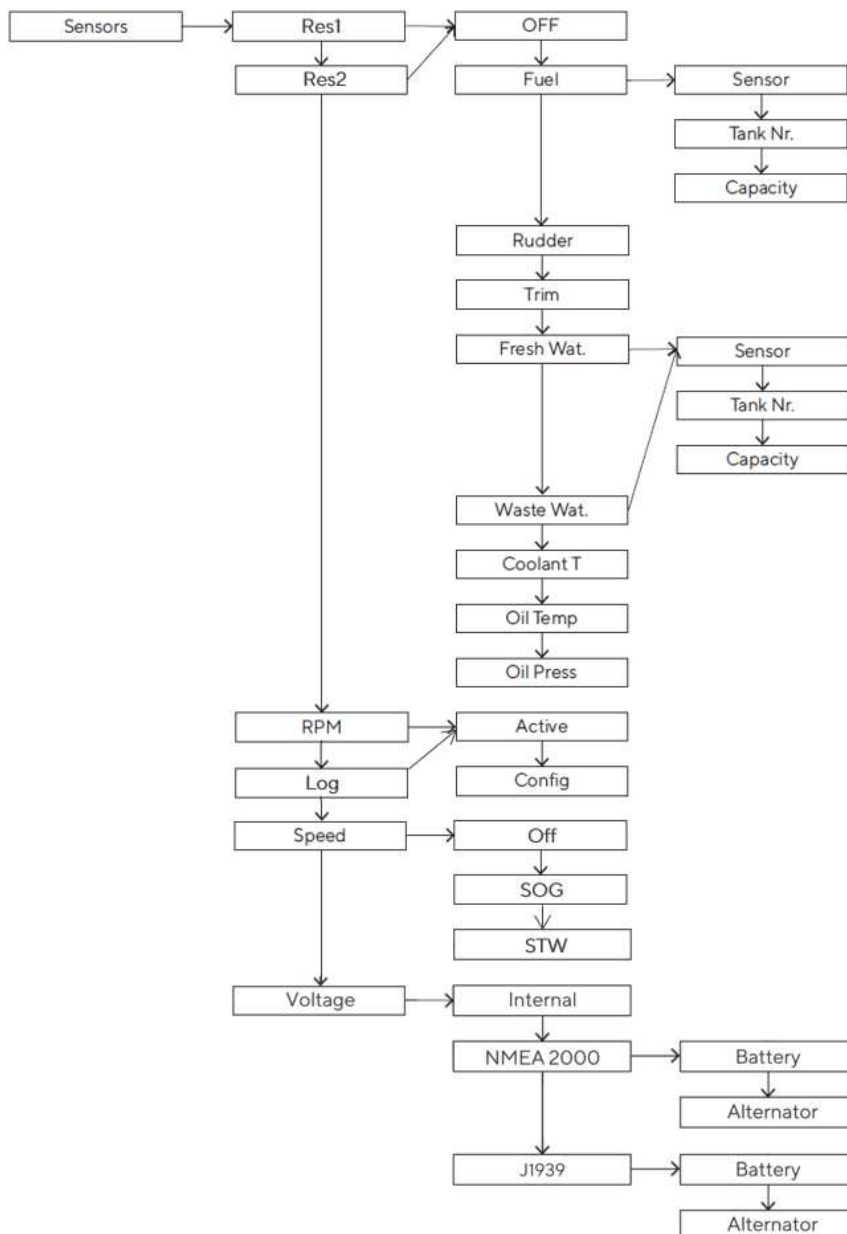 Sensors
Res1
OFF
Res2
Fuel
Sensor
Tank Nr.
Capacity
Rudder
Trim
Fresh Wat.
Sensor
Tank Nr.
Capacity
Waste Wat.
Coolant T
Oil Temp
Oil Press
RPM
Active
Log
Config
Speed
Off
SOG
STW
Voltage
Internal
NMEA 2000
Battery
Alternator
J1939
Battery
Alternator